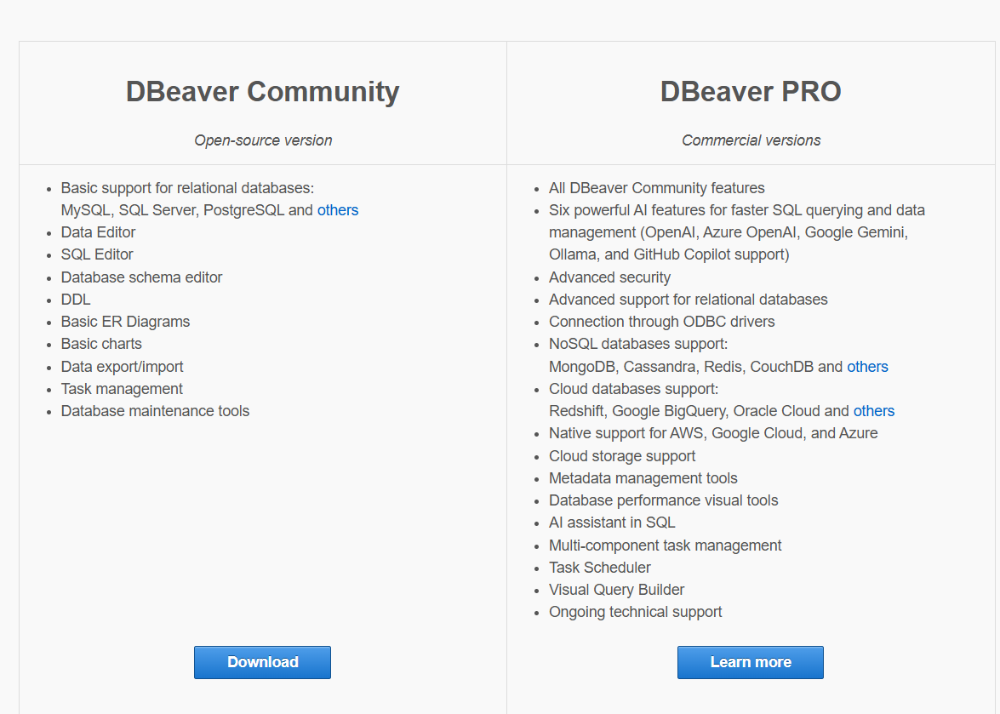 DBeaver Community
Open-source version
Basic support for relational databases:
MySQL, SQL Server, PostgreSQL and others
Data Editor
SQL Editor
Database schema editor
DDL
Basic ER Diagrams
Basic charts
Data export/import
Task management
Database maintenance tools
Download
DBeaver PRO
Commercial versions
All DBeaver Community features
Six powerful AI features for faster SQL querying and data
management (OpenAI, Azure OpenAI, Google Gemini,
Ollama, and GitHub Copilot support)
Advanced security
Advanced support for relational databases
Connection through ODBC drivers
NoSQL databases support:
MongoDB, Cassandra, Redis, CouchDB and others
Cloud databases support:
Redshift, Google BigQuery, Oracle Cloud and others
Native support for AWS, Google Cloud, and Azure
Cloud storage support
Metadata management tools
Database performance visual tools
AI assistant in SQL
Multi-component task management
Task Scheduler
Visual Query Builder
Ongoing technical support
Learn more